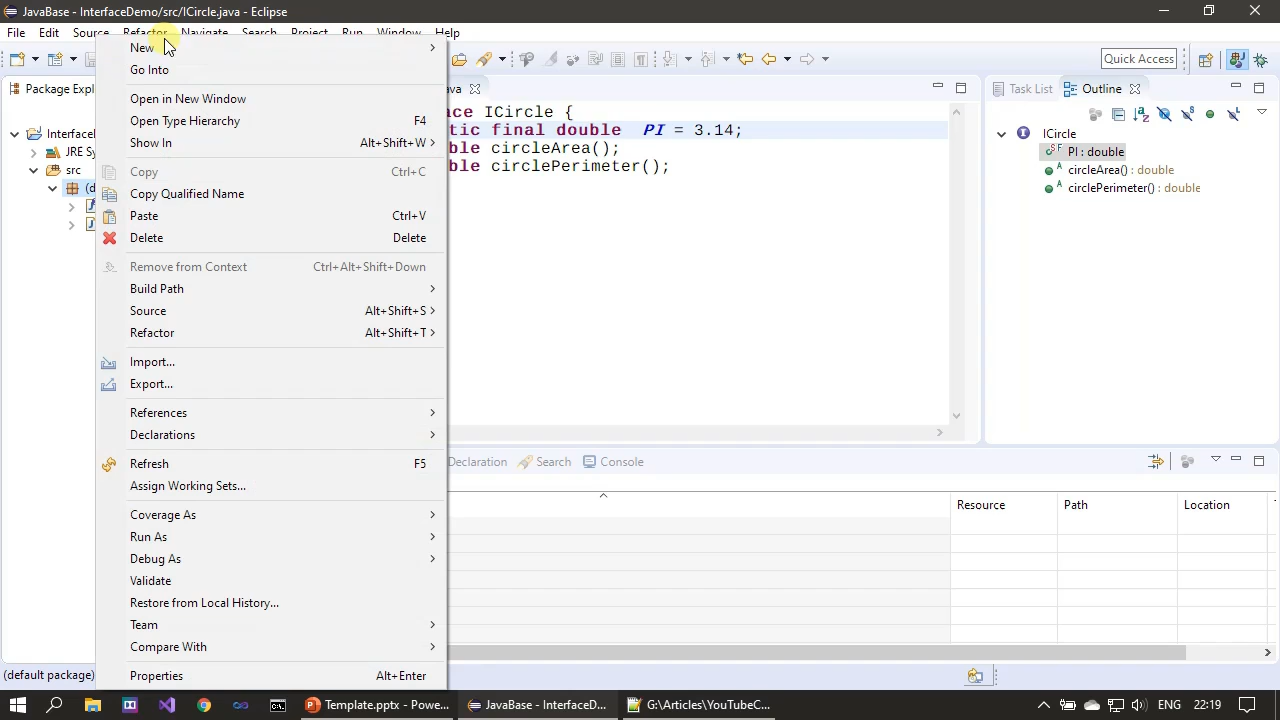 JavaBase - InterfaceDemo/src/ICircle.java - Eclipse
File Edit Source Refactor Navigate Search Project Run Window Help
Quick Access
Package Expl
Task List
Outline
New
Go Into
Open in New Window
Open Type Hierarchy F4
Show In Alt+Shift+W
Copy Ctrl+C
Copy Qualified Name
Paste Ctrl+V
Delete Delete
Remove from Context Ctrl+Alt+Shift+Down
Build Path
Source Alt+Shift+S
Refactor Alt+Shift+T
Import...
Export...
References
Declarations
Refresh F5
Assign Working Sets...
Coverage As
Run As
Debug As
Validate
Restore from Local History...
Team
Compare With
Properties Alt+Enter
Interfacel
JRE Sy
src
(d
ava
ace ICircle {
tic final double PI = 3.14;
ble circleArea();
ble circlePerimeter();
ICircle
PI : double
circleArea() : double
circlePerimeter() : double
Declaration Search Console
Resource Path Location
(default package)
Template.pptx - Powe...
JavaBase - InterfaceD...
G:\Articles\YouTubeC...
ENG 22:19